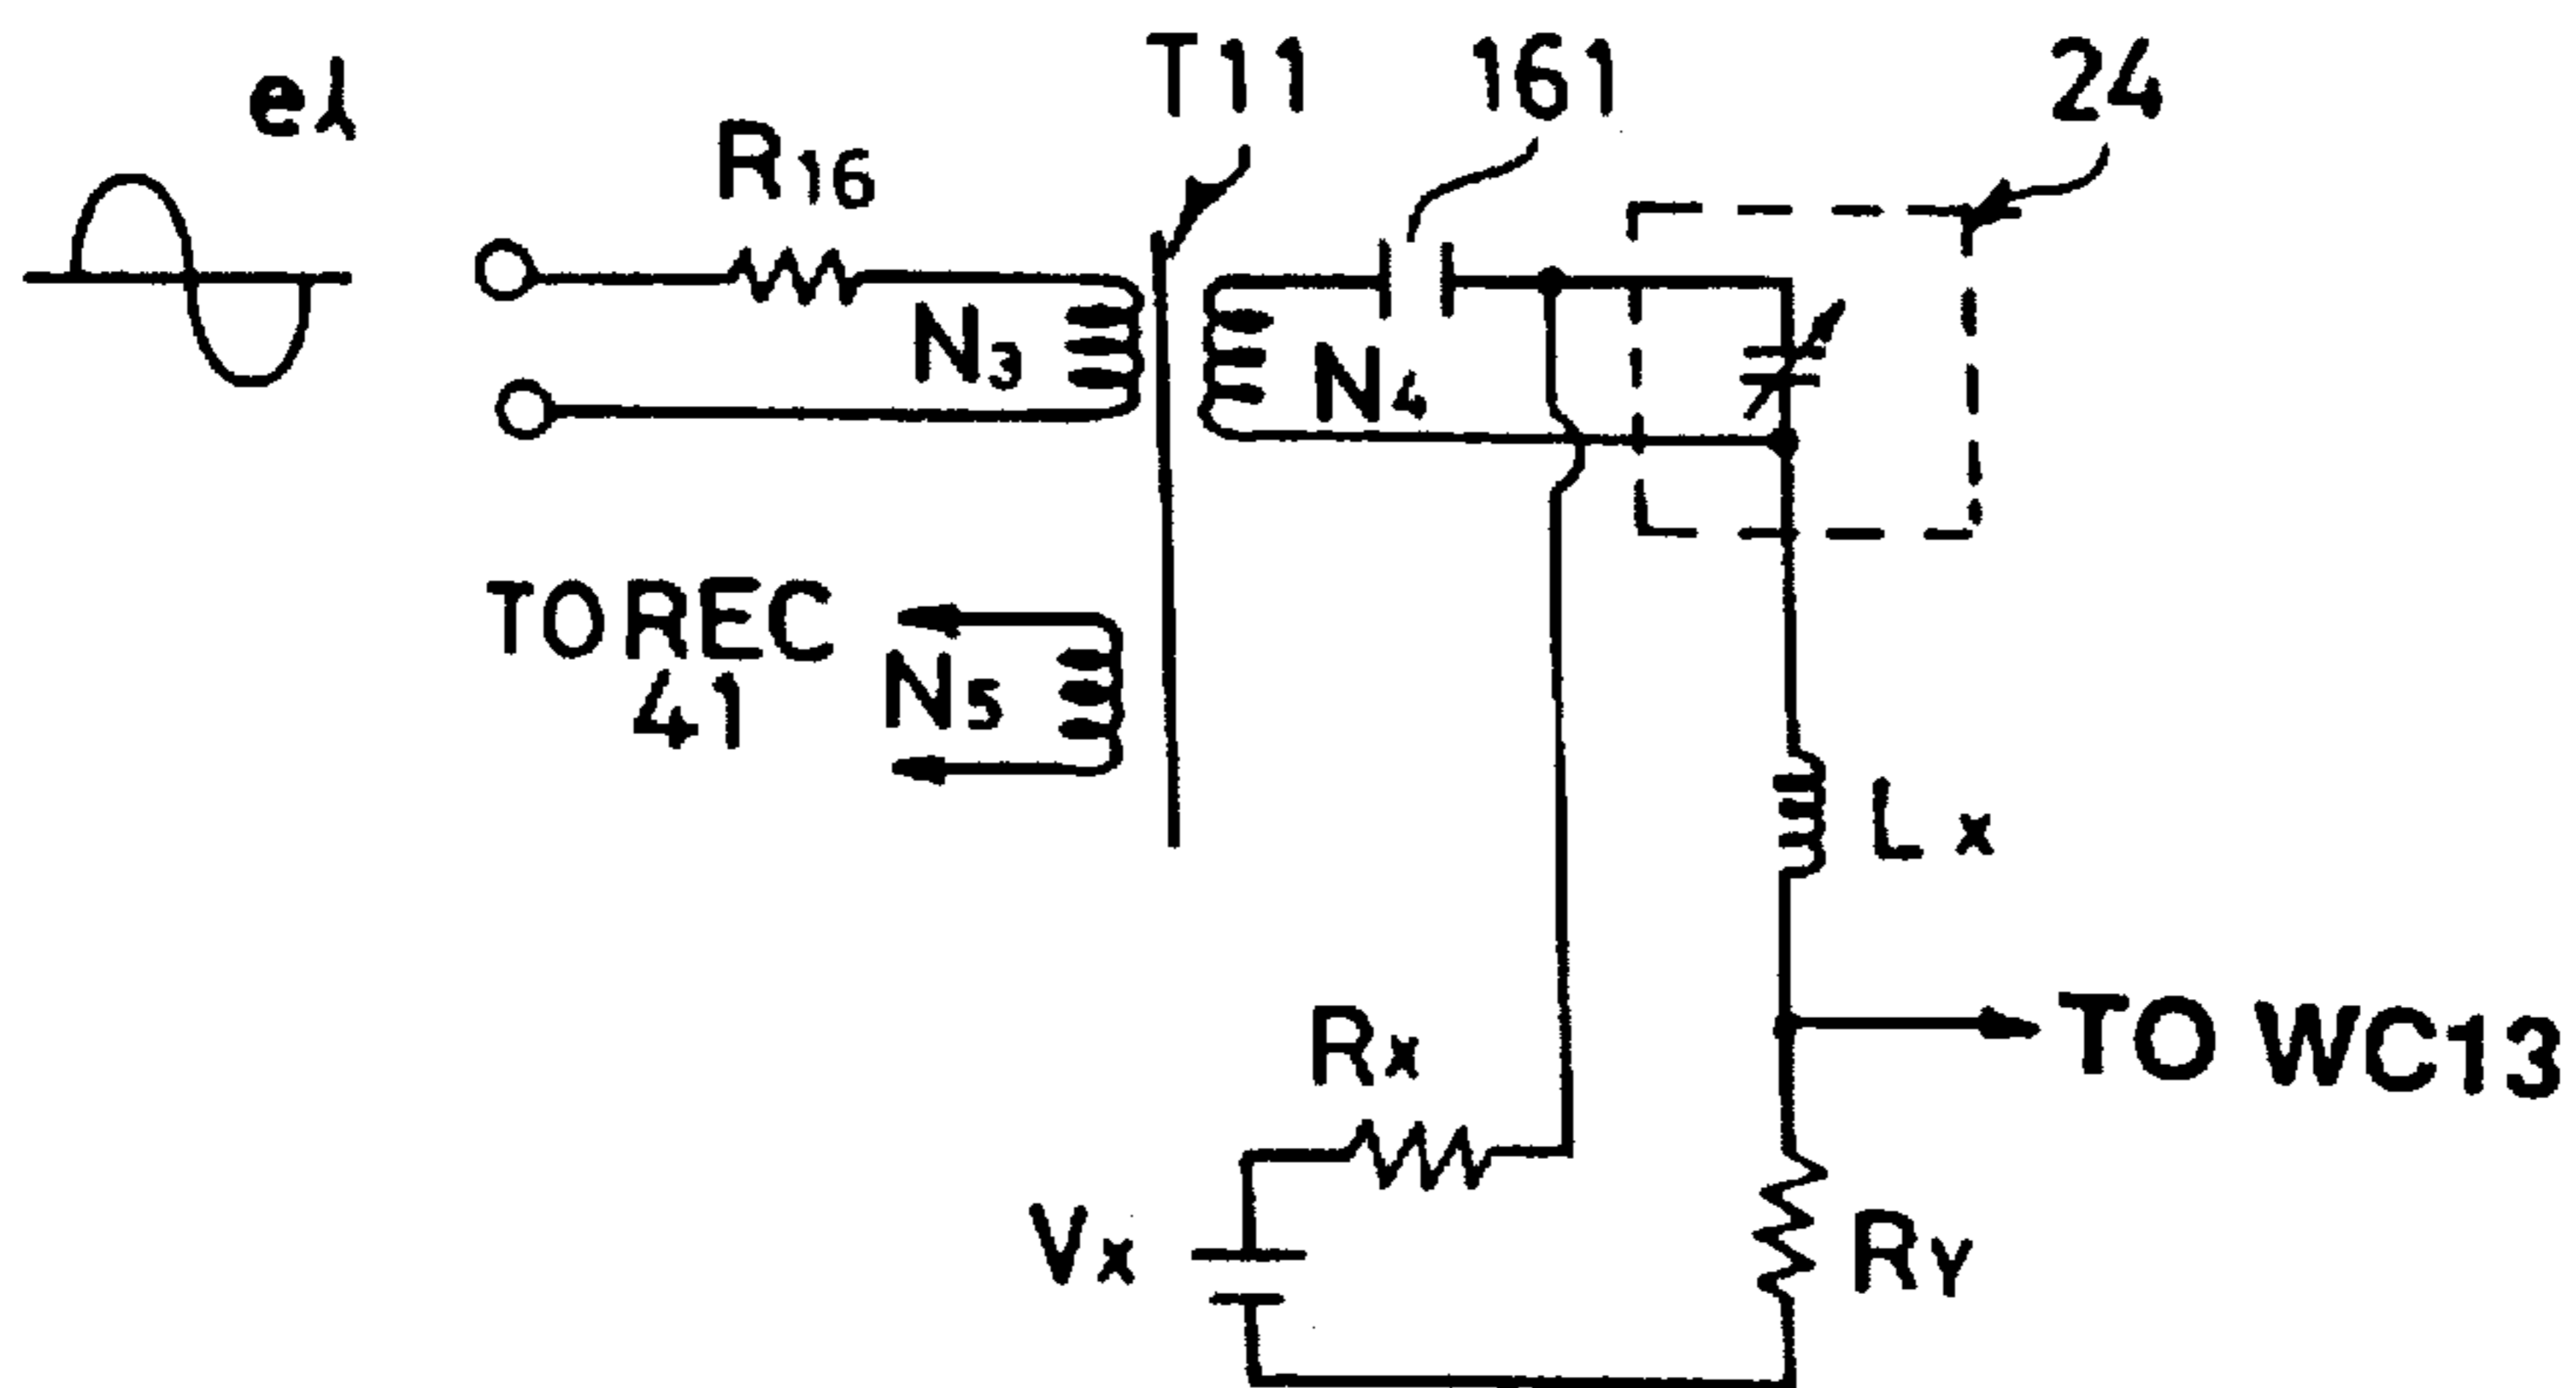 eλ
T11
161
24
R16
N3
N4
TO REC
41
N5
Lx
TO WC13
Rx
Vx
RY